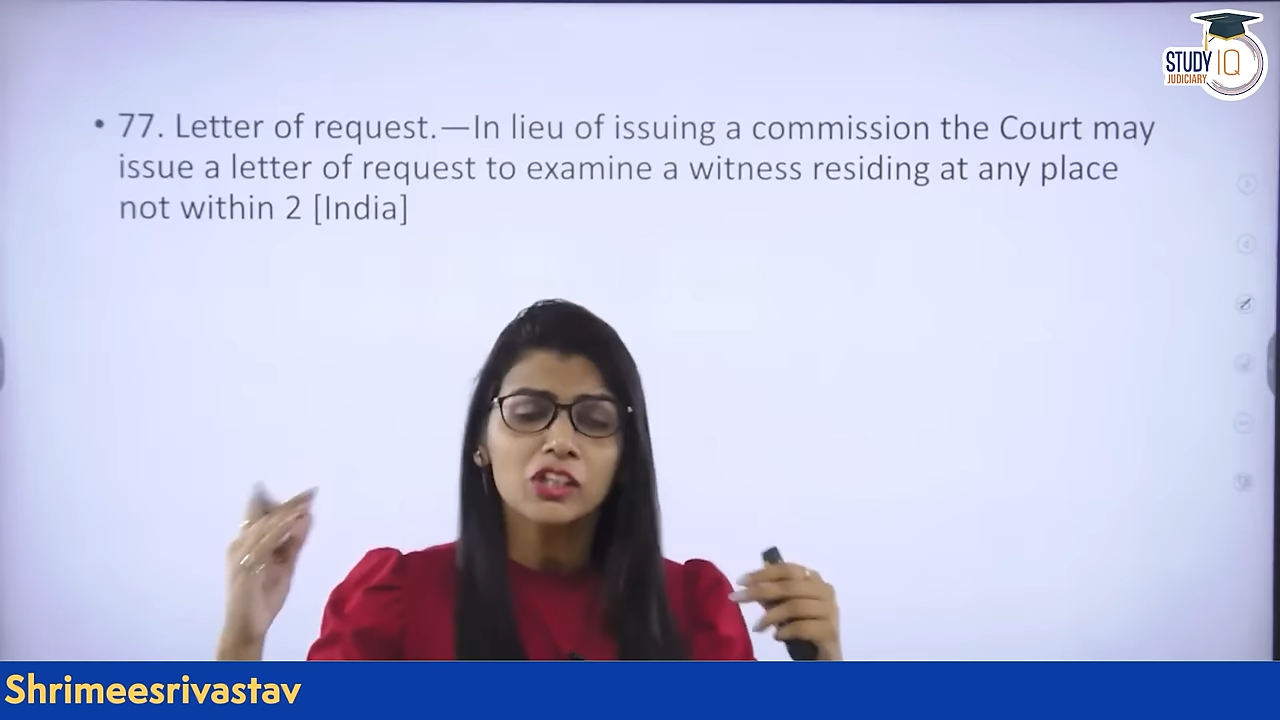 STUDY IQ
JUDICIARY
• 77. Letter of request.—In lieu of issuing a commission the Court may
issue a letter of request to examine a witness residing at any place
not within 2 [India]
Shrimeesrivastav